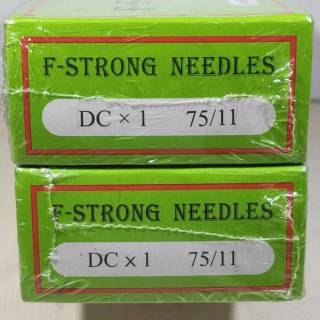 F-STRONG NEEDLES
DC × 1 75/11
F-STRONG NEEDLES
DC × 1 75/11